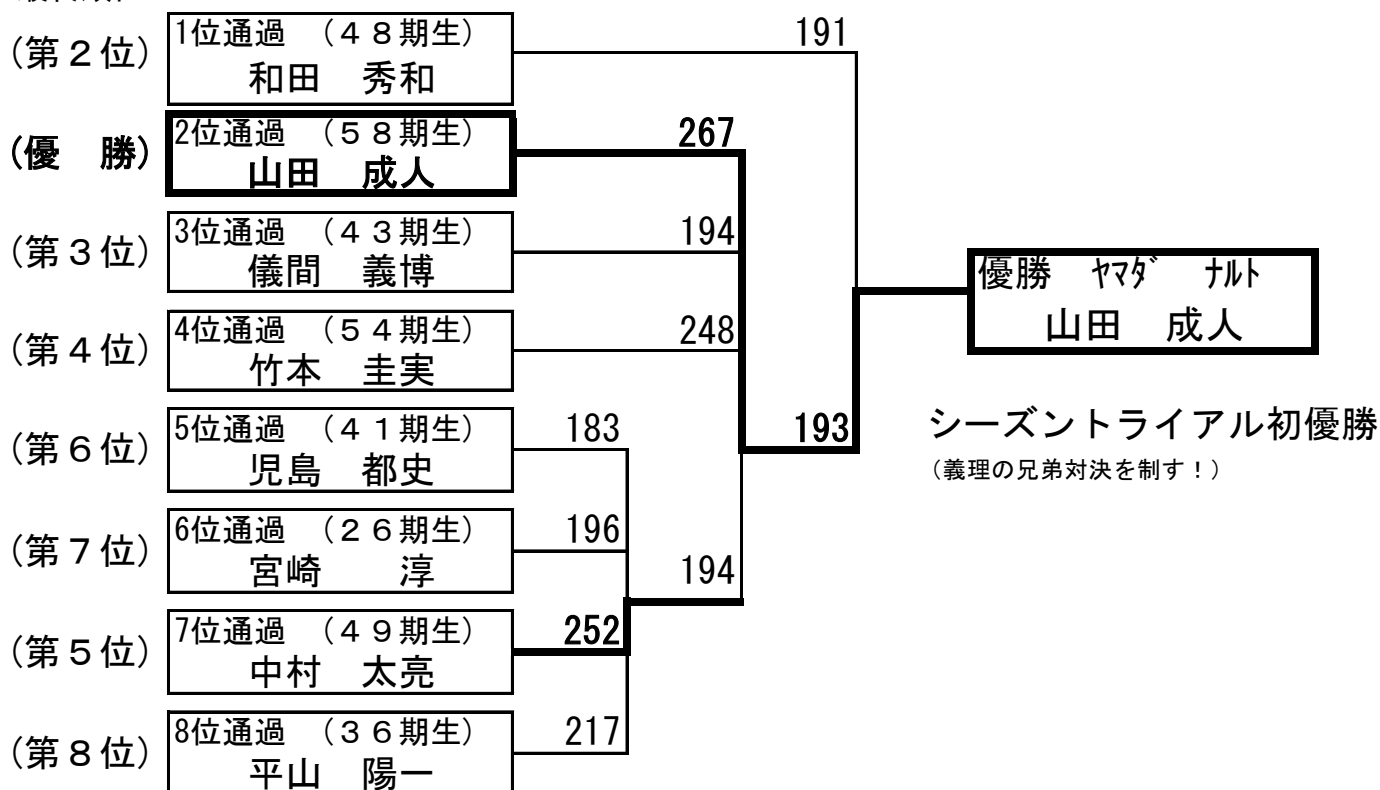 (第２位)
1位通過　（４８期生）
191
和田　秀和
(優　勝)
2位通過　（５８期生）
267
山田　成人
(第３位)
3位通過　（４３期生）
194
儀間　義博
優勝　ﾔﾏﾀﾞ　ﾅﾙﾄ
山田　成人
(第４位)
4位通過　（５４期生）
248
竹本　圭実
(第６位)
5位通過　（４１期生）
183
193
児島　都史
シーズントライアル初優勝
（義理の兄弟対決を制す！）
(第７位)
6位通過　（２６期生）
196
宮崎　　淳
194
(第５位)
7位通過　（４９期生）
252
中村　太亮
(第８位)
8位通過　（３６期生）
217
平山　陽一